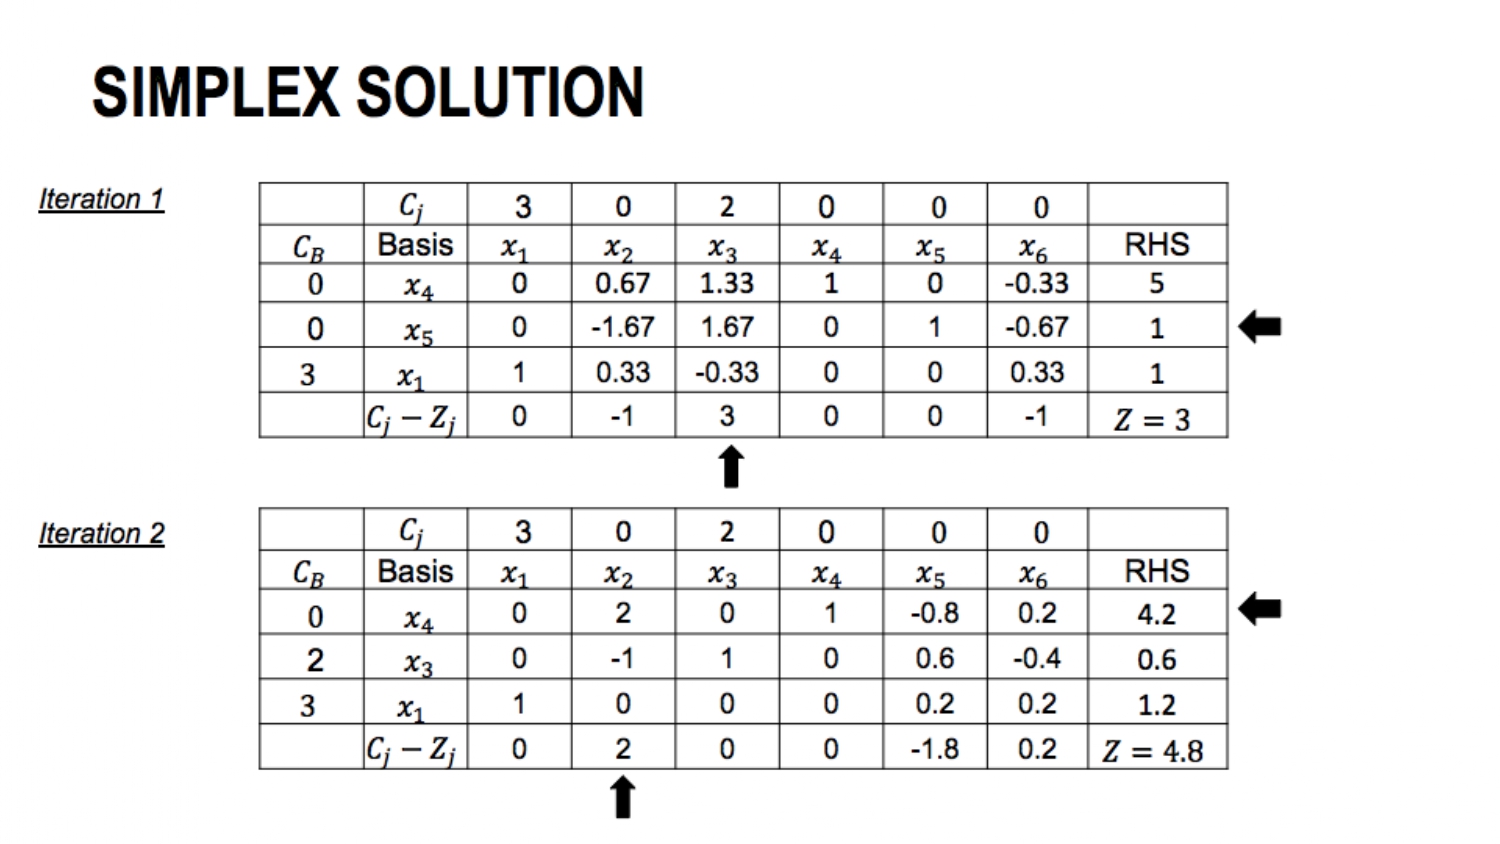 SIMPLEX SOLUTION
Iteration 1
C_j 3 0 2 0 0 0
C_B Basis x_1 x_2 x_3 x_4 x_5 x_6 RHS
0 x_4 0 0.67 1.33 1 0 -0.33 5
0 x_5 0 -1.67 1.67 0 1 -0.67 1
3 x_1 1 0.33 -0.33 0 0 0.33 1
C_j − Z_j 0 -1 3 0 0 -1 Z = 3
Iteration 2
C_j 3 0 2 0 0 0
C_B Basis x_1 x_2 x_3 x_4 x_5 x_6 RHS
0 x_4 0 2 0 1 -0.8 0.2 4.2
2 x_3 0 -1 1 0 0.6 -0.4 0.6
3 x_1 1 0 0 0 0.2 0.2 1.2
C_j − Z_j 0 2 0 0 -1.8 0.2 Z = 4.8